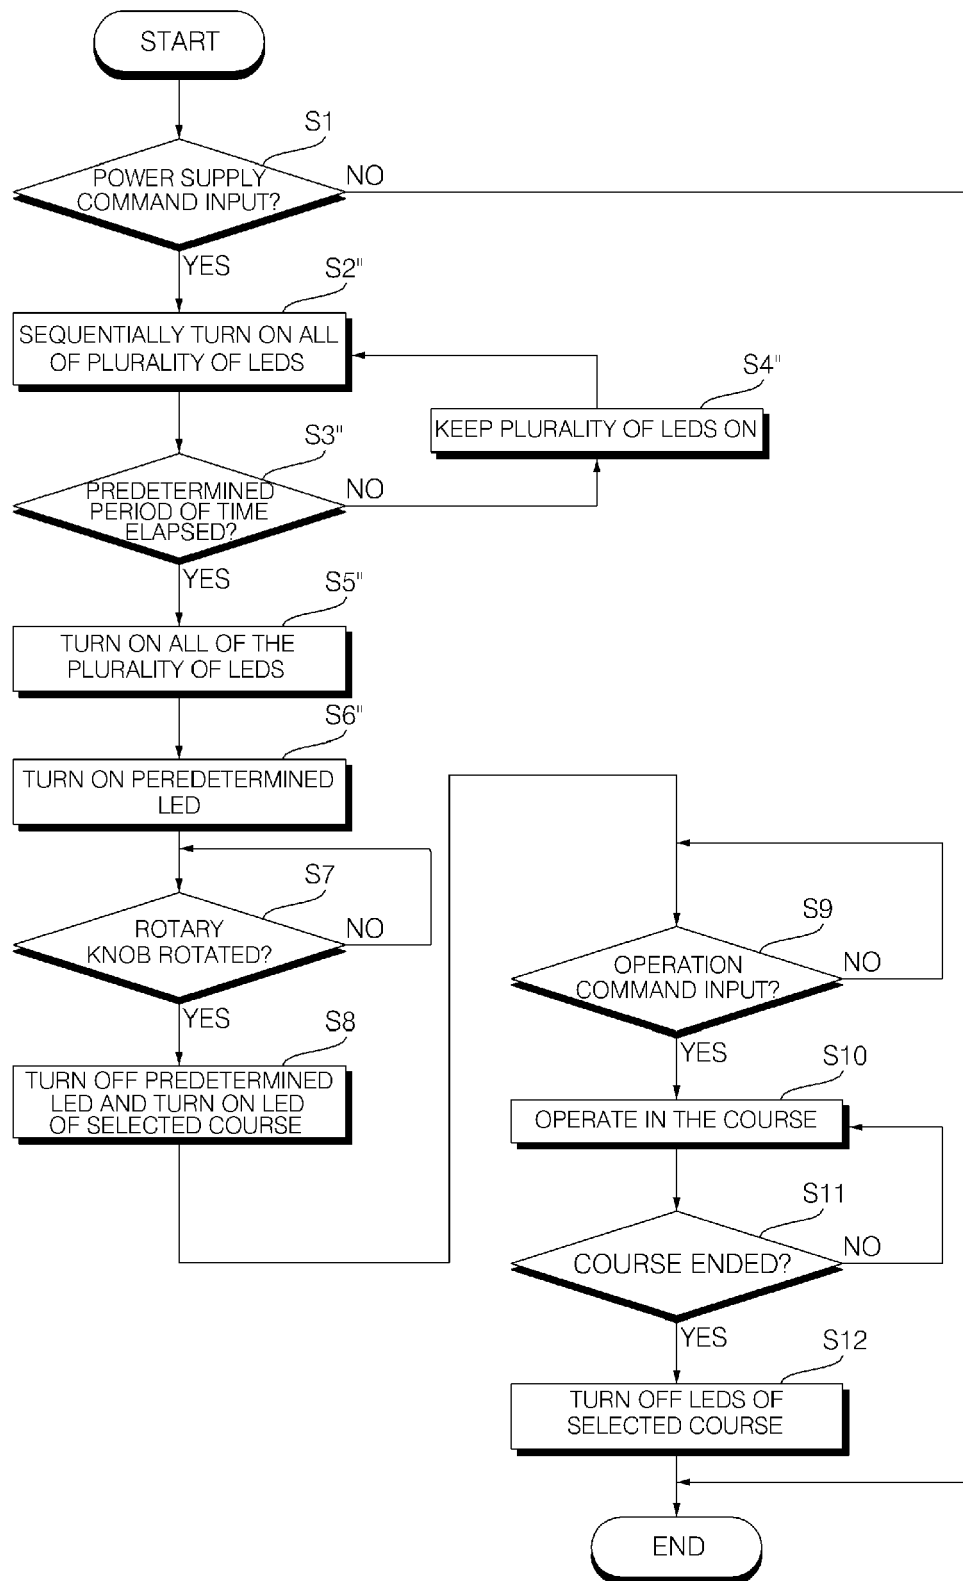 START
S1
POWER SUPPLY
COMMAND INPUT?
NO
YES
S2"
SEQUENTIALLY TURN ON ALL
OF PLURALITY OF LEDS
S4"
KEEP PLURALITY OF LEDS ON
S3"
PREDETERMINED
PERIOD OF TIME
ELAPSED?
NO
YES
S5"
TURN ON ALL OF THE
PLURALITY OF LEDS
S6"
TURN ON PEREDETERMINED
LED
S7
ROTARY
KNOB ROTATED?
NO
YES
S8
TURN OFF PREDETERMINED
LED AND TURN ON LED
OF SELECTED COURSE
S9
OPERATION
COMMAND INPUT?
NO
YES
S10
OPERATE IN THE COURSE
S11
COURSE ENDED?
NO
YES
S12
TURN OFF LEDS OF
SELECTED COURSE
END